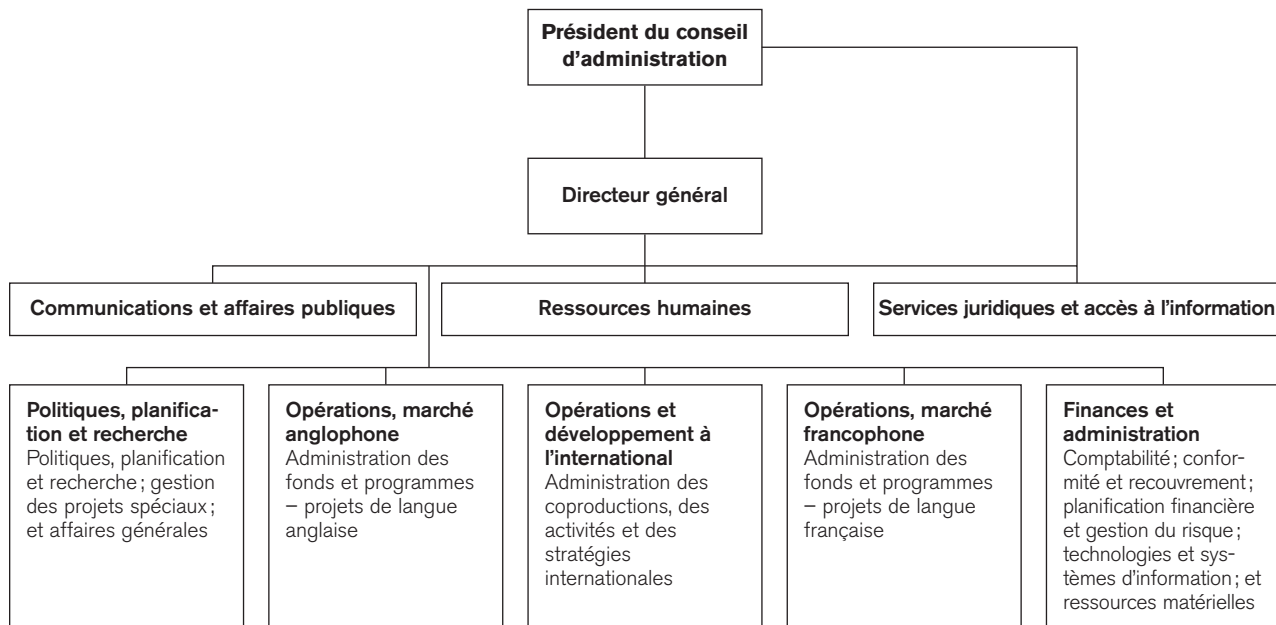 Président du conseil
d’administration
Directeur général
Communications et affaires publiques
Ressources humaines
Services juridiques et accès à l’information
Politiques, planifica-
tion et recherche
Politiques, planification
et recherche ; gestion
des projets spéciaux ;
et affaires générales
Opérations, marché
anglophone
Administration des
fonds et programmes
– projets de langue
anglaise
Opérations et
développement à
l’international
Administration des
coproductions, des
activités et des
stratégies
internationales
Opérations, marché
francophone
Administration des
fonds et programmes
– projets de langue
française
Finances et
administration
Comptabilité ; confor-
mité et recouvrement ;
planification financière
et gestion du risque ;
technologies et sys-
tèmes d’information ; et
ressources matérielles